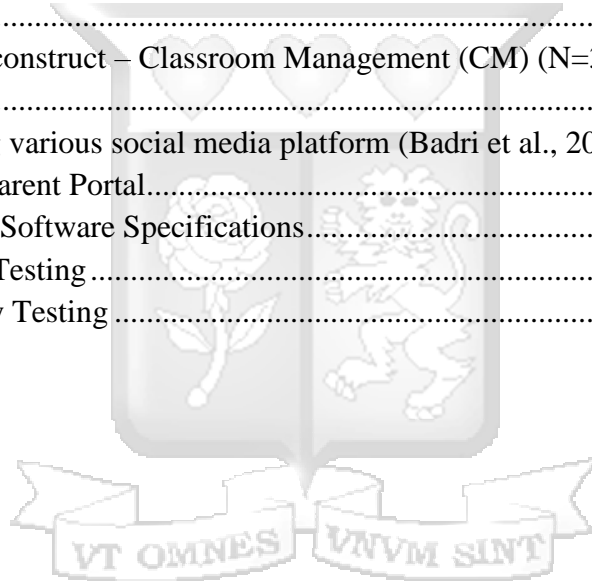 .......................................................................................
construct – Classroom Management (CM) (N=3
.......................................................................................
various social media platform (Badri et al., 20
arent Portal..........................................................
Software Specifications.....................................
Testing..................................................................
Testing...............................................................
VT OMNES VNVM SINT